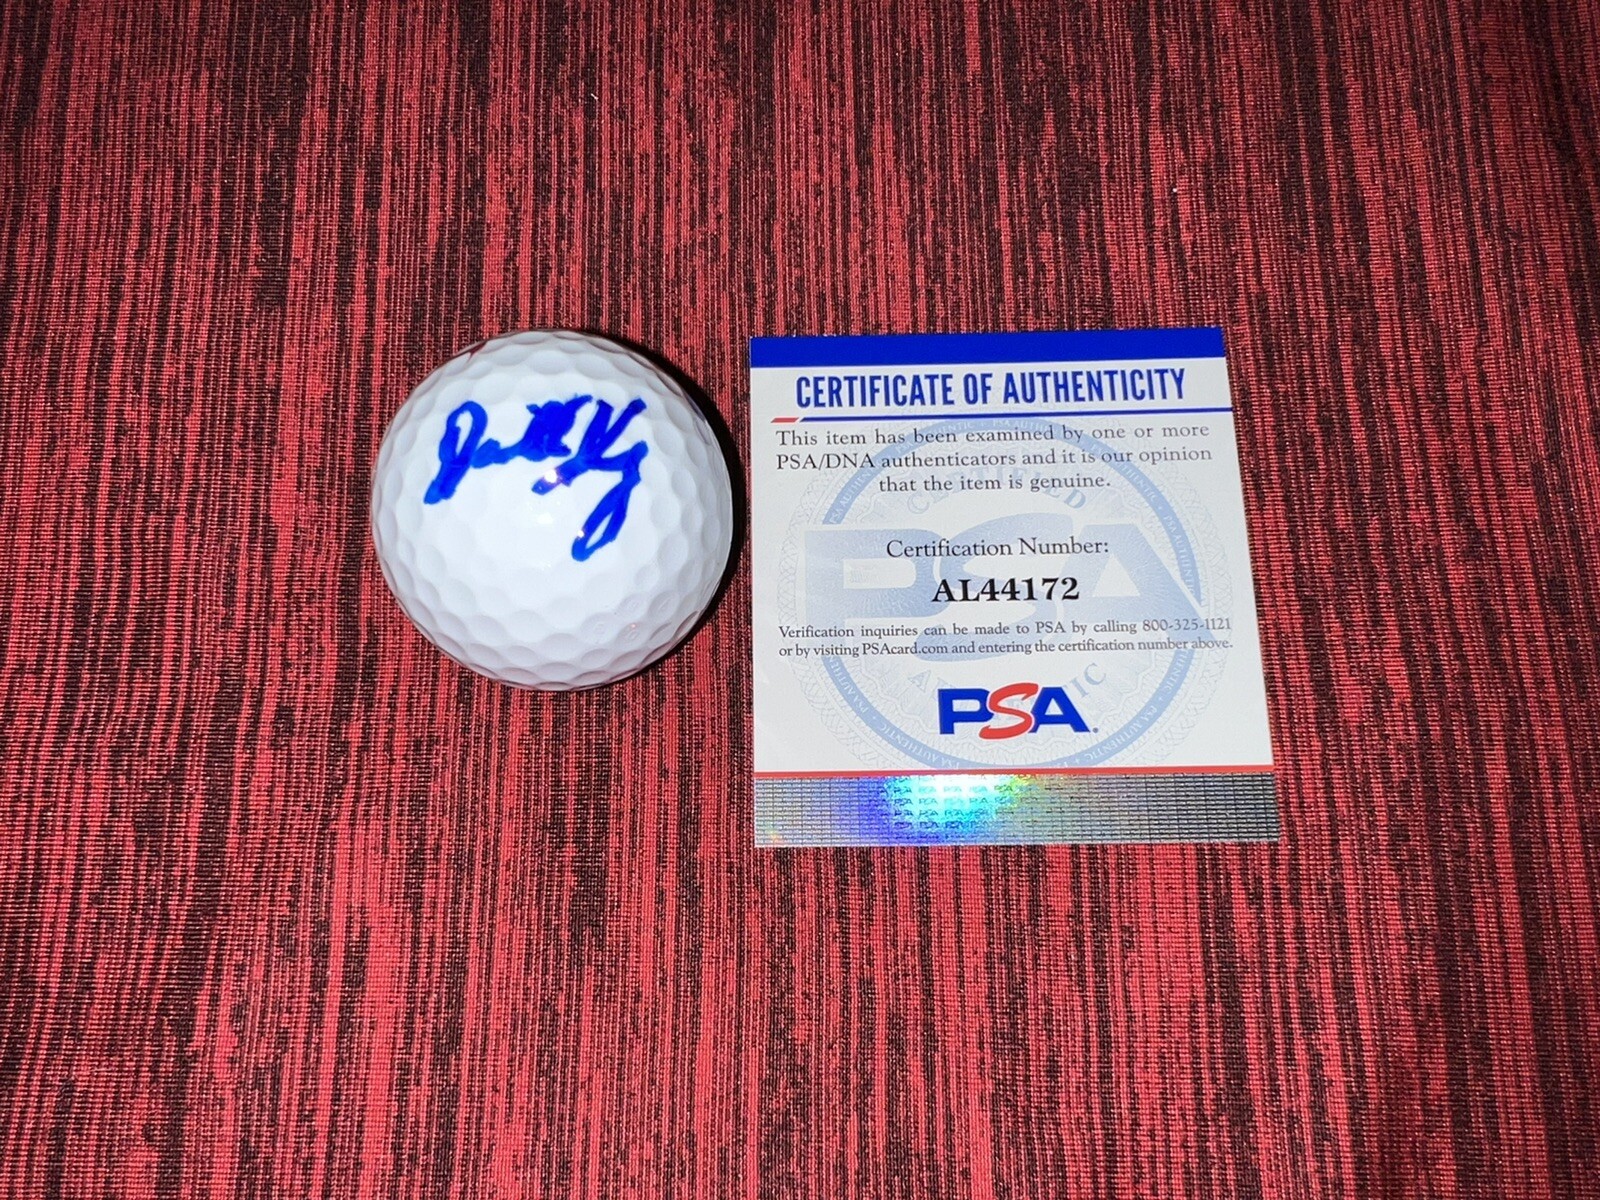 CERTIFICATE OF AUTHENTICITY
This item has been examined by one or more
PSA/DNA authenticators and it is our opinion
that the item is genuine.
Certification Number:
AL44172
Verification inquiries can be made to PSA by calling 800-325-1121
or by visiting PSAcard.com and entering the certification number above.
PSA